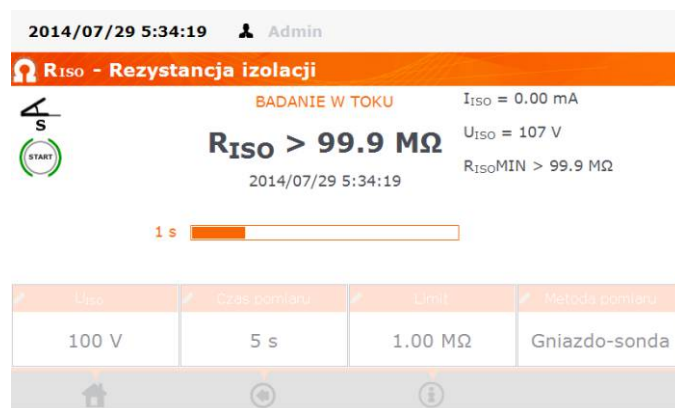 2014/07/29 5:34:19 Admin
RISO - Rezystancja izolacji
S
START
BADANIE W TOKU
RISO > 99.9 MΩ
2014/07/29 5:34:19
IISO = 0.00 mA
UISO = 107 V
RISOMIN > 99.9 MΩ
1 s
UISO Czas pomiaru Limit Metoda pomiaru
100 V 5 s 1.00 MΩ Gniazdo-sonda